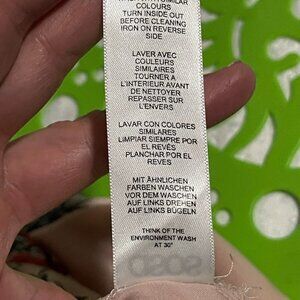 COLOURS
TURN INSIDE OUT
BEFORE CLEANING
IRON ON REVERSE
SIDE
LAVER AVEC
COULEURS
SIMILAIRES
TOURNER A
L'INTERIEUR AVANT
DE NETTOYER
REPASSER SUR
L'ENVERS
LAVAR CON COLORES
SIMILARES
LIMPIAR SIEMPRE POR
EL REVÉS
PLANCHAR POR EL
REVÉS
MIT ÄHNLICHEN
FARBEN WASCHEN
VOR DEM WASCHEN
AUF LINKS DREHEN
AUF LINKS BÜGELN
THINK OF THE
ENVIRONMENT WASH
AT 30°